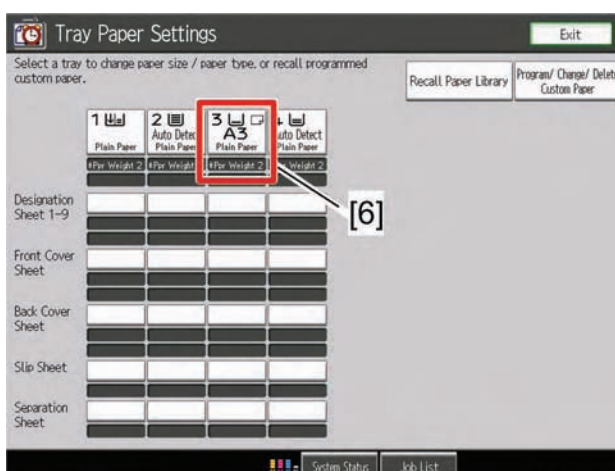 Tray Paper Settings
Exit
Select a tray to change paper size / paper type, or recall programmed
custom paper.
Recall Paper Library
Program/ Change/ Delet
Custom Paper
1
Plain Paper
Ppr Weight 2
2
Auto Detec
Plain Paper
Ppr Weight
3
A3
Plain Paper
Ppr Weight 2
uto Detect
Plain Paper
Weight 2
[6]
Designation
Sheet 1-9
Front Cover
Sheet
Back Cover
Sheet
Slip Sheet
Separation
Sheet
System Status
Job List